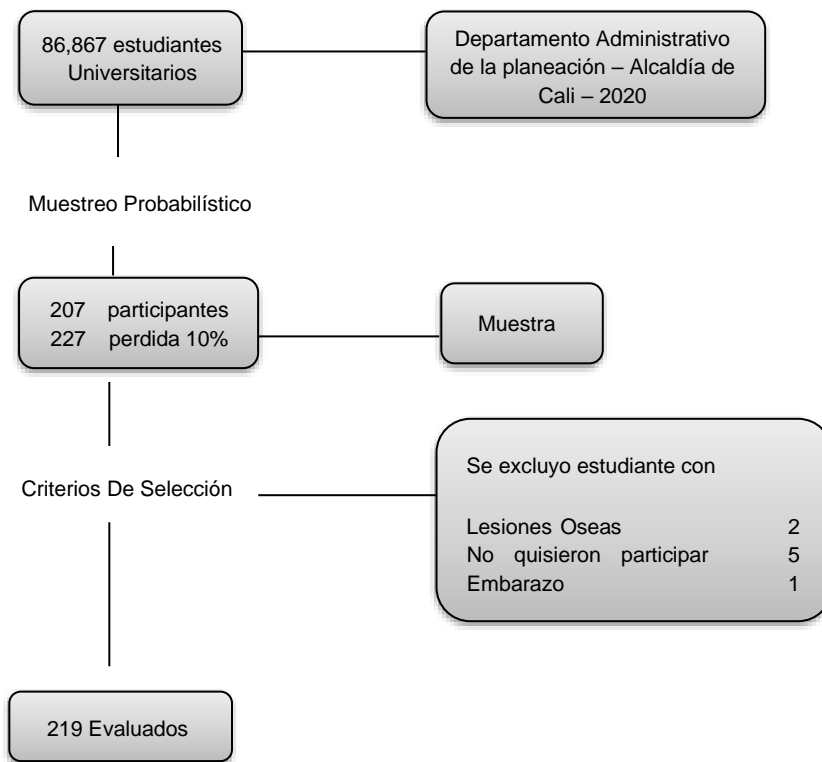 86,867 estudiantes
Universitarios
Departamento Administrativo
de la planeación – Alcaldía de
Cali – 2020
Muestreo Probabilístico
207 participantes
227 perdida 10%
Muestra
Criterios De Selección
Se excluyo estudiante con
Lesiones Oseas 2
No quisieron participar 5
Embarazo 1
219 Evaluados